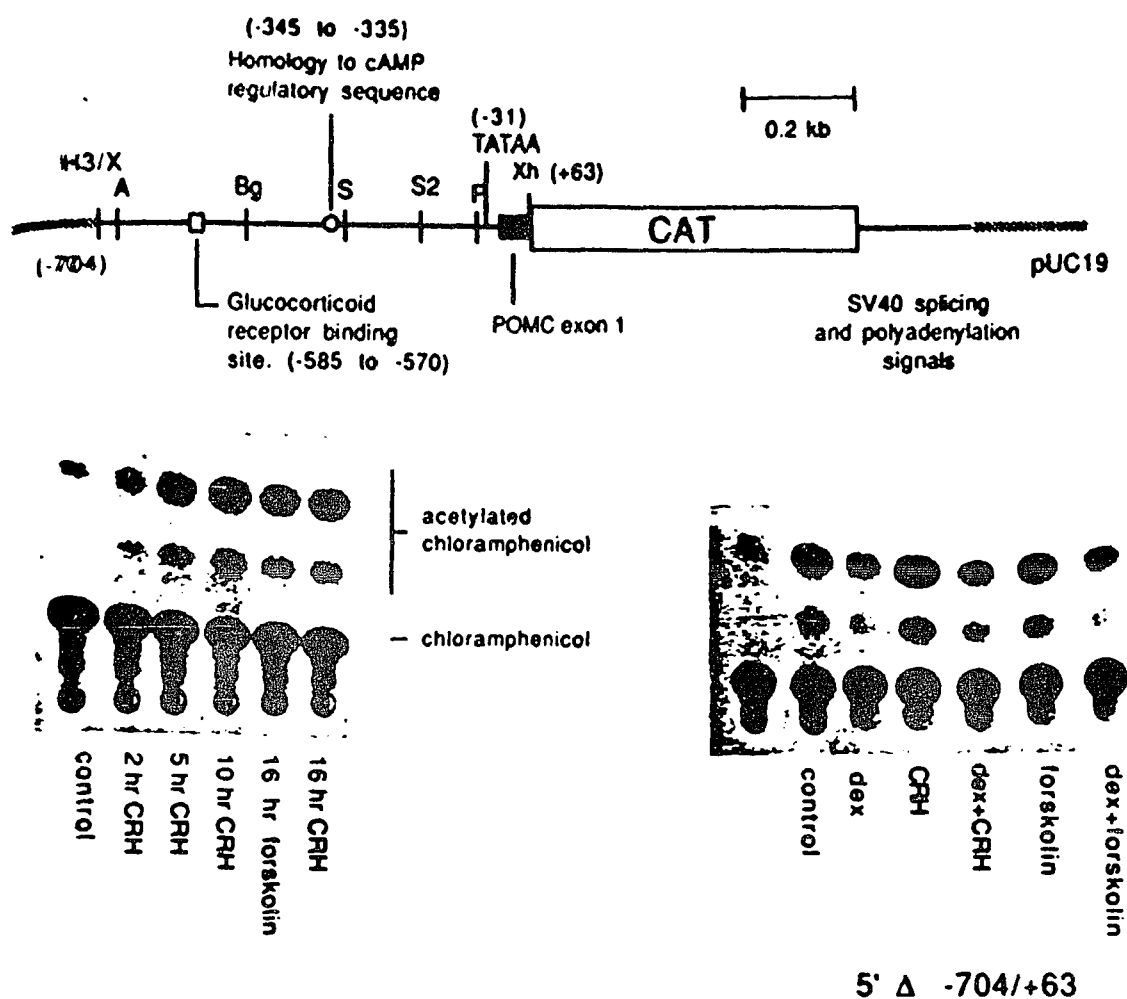 (-345 to -335)
Homology to cAMP
regulatory sequence
(-31)
TATAA
0.2 kb
H3/X
A
Bg
S
S2
Xh (+63)
CAT
(-704)
pUC19
Glucocorticoid
receptor binding
site. (-585 to -570)
POMC exon 1
SV40 splicing
and polyadenylation
signals
acetylated
chloramphenicol
chloramphenicol
control
2 hr CRH
5 hr CRH
10 hr CRH
16 hr forskolin
16 hr CRH
control
dex
CRH
dex+CRH
forskolin
dex+forskolin
5' Δ -704/+63